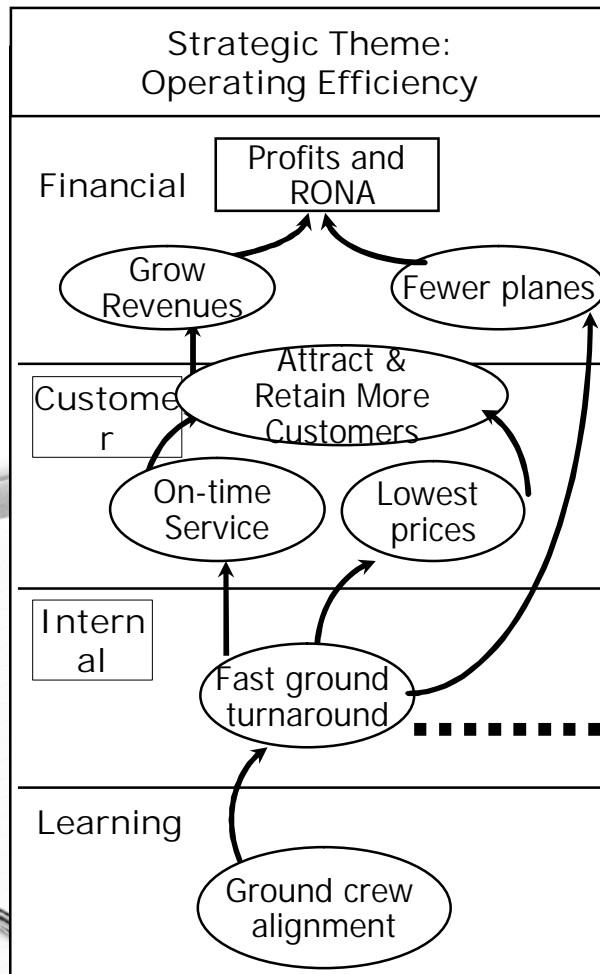 Strategic Theme:
Operating Efficiency
Financial
Profits and
RONA
Grow
Revenues
Fewer planes
Custome
r
Attract &
Retain More
Customers
On-time
Service
Lowest
prices
Intern
al
Fast ground
turnaround
Learning
Ground crew
alignment